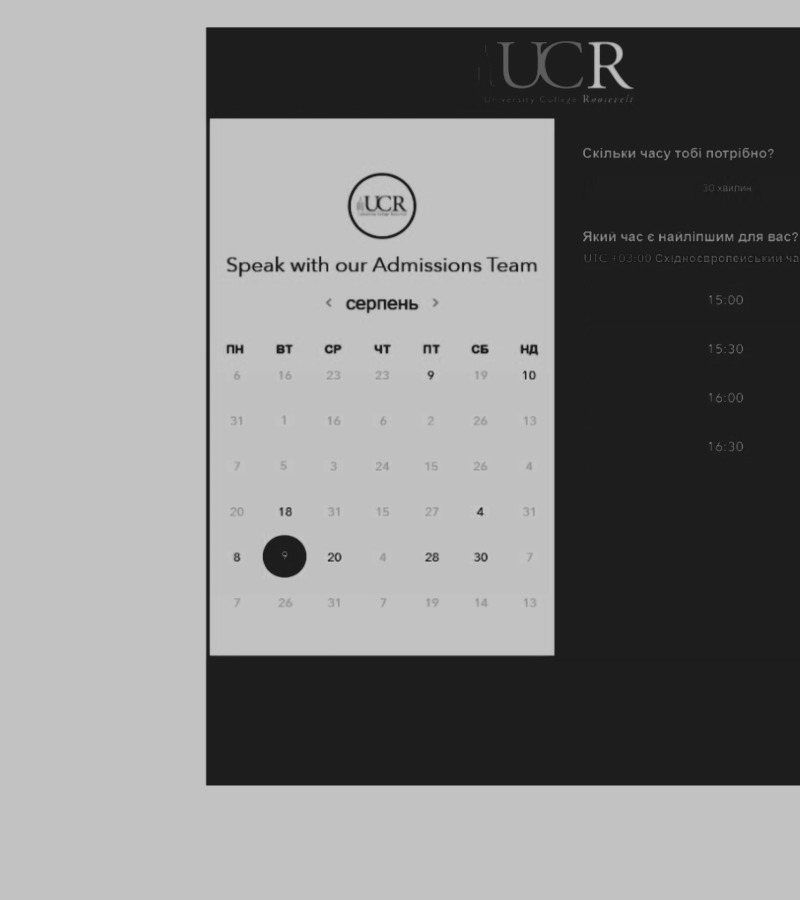 UCR
University College Roosevelt
UCR
Speak with our Admissions Team
‹ серпень ›
ПН ВТ СР ЧТ ПТ СБ НД
6 16 23 23 9 19 10
31 1 16 6 2 26 13
7 5 3 24 15 26 4
20 18 31 15 27 4 31
8 9 20 4 28 30 7
7 26 31 7 19 14 13
Скільки часу тобі потрібно?
30 хвилин
Який час є найліпшим для вас?
UTC +03:00 Східноєвропейський ча
15:00
15:30
16:00
16:30